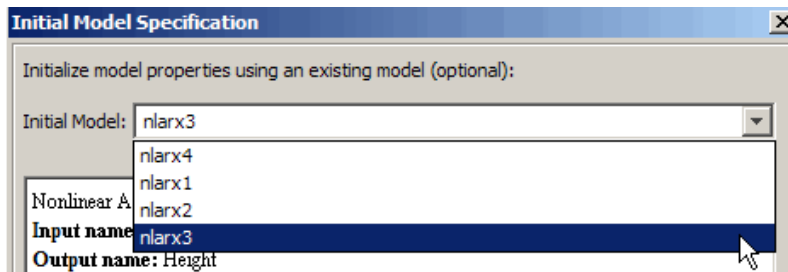 Initial Model Specification
Initialize model properties using an existing model (optional):
Initial Model: nlarx3
nlarx4
nlarx1
nlarx2
nlarx3
Nonlinear A
Input name
Output name: Height